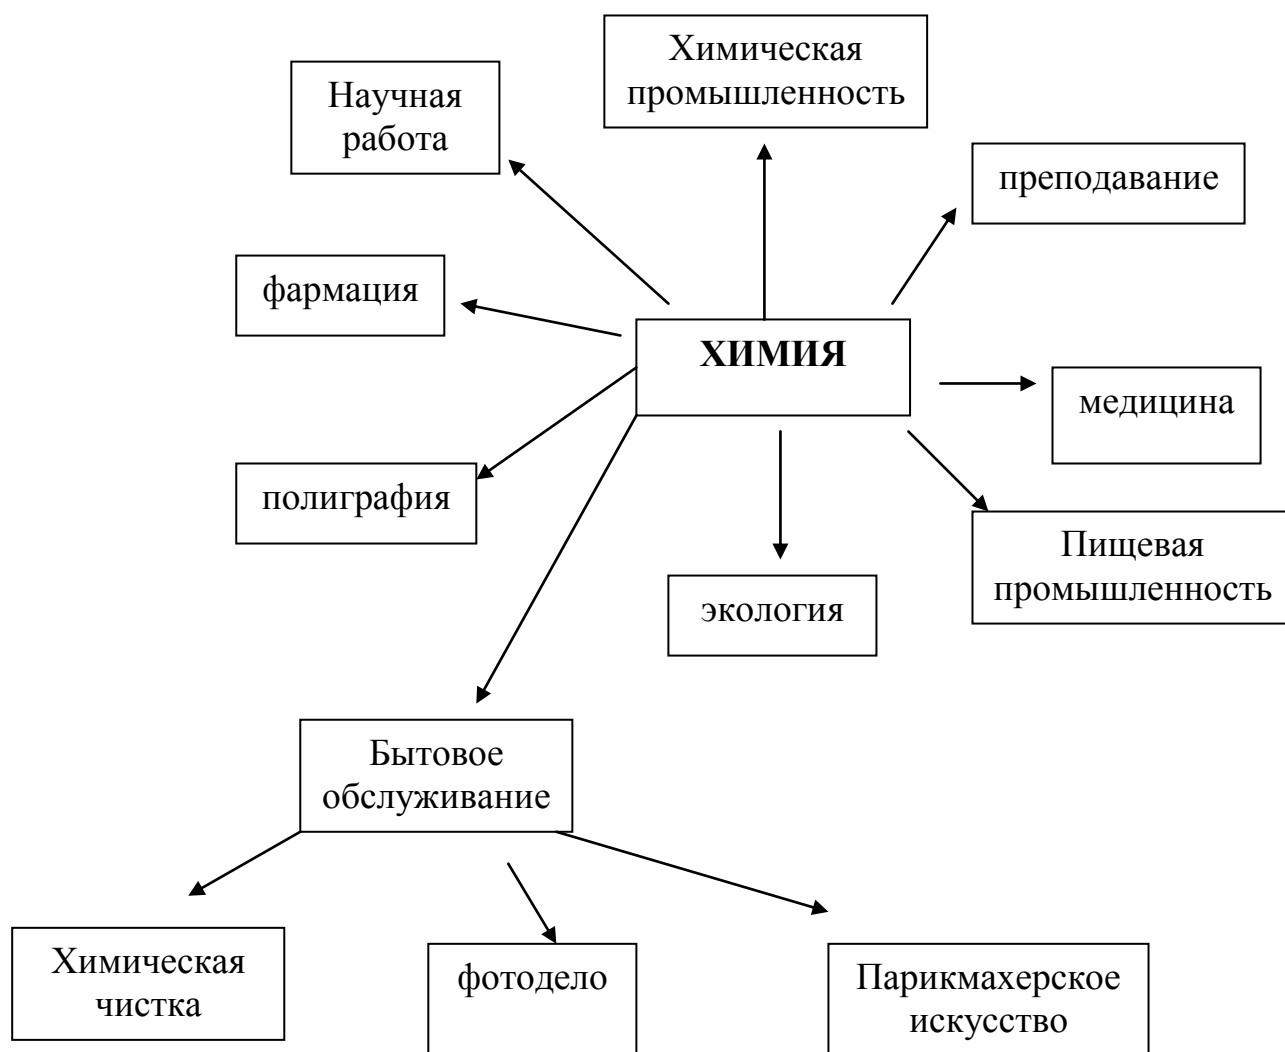 Химическая
промышленность
Научная
работа
преподавание
фармация
ХИМИЯ
медицина
полиграфия
Пищевая
промышленность
экология
Бытовое
обслуживание
Химическая
чистка
фотодело
Парикмахерское
искусство